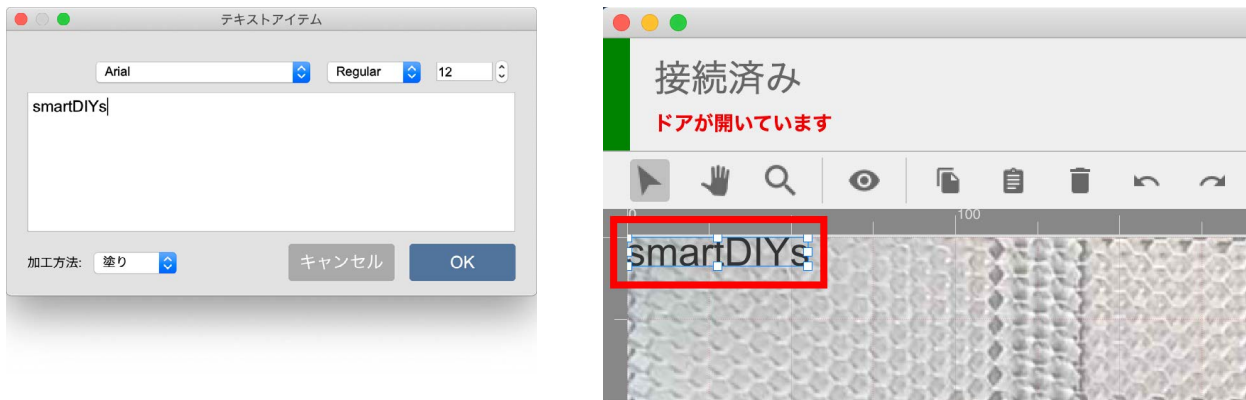 テキストアイテム
Arial
Regular
12
smartDIYs
加工方法:
塗り
キャンセル
OK
接続済み
ドアが開いています
0
100
smartDIYs